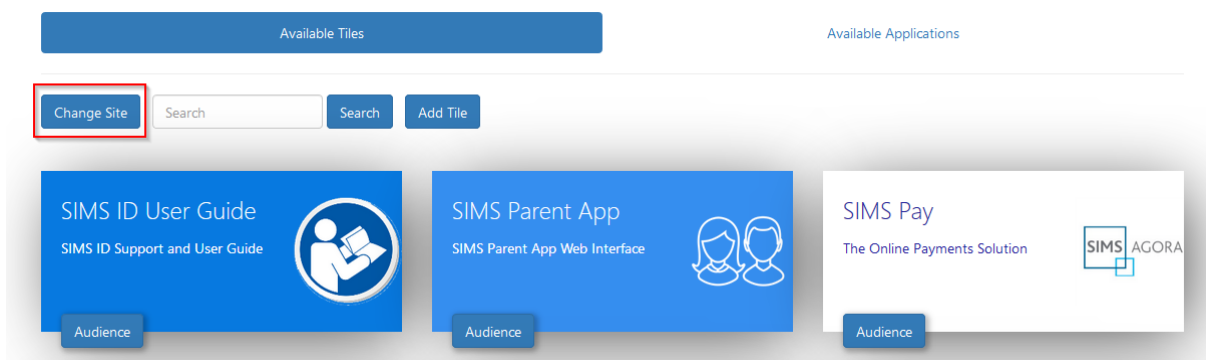 Available Tiles
Available Applications
Change Site
Search
Search
Add Tile
SIMS ID User Guide
SIMS ID Support and User Guide
Audience
SIMS Parent App
SIMS Parent App Web Interface
Audience
SIMS Pay
The Online Payments Solution
SIMS AGORA
Audience